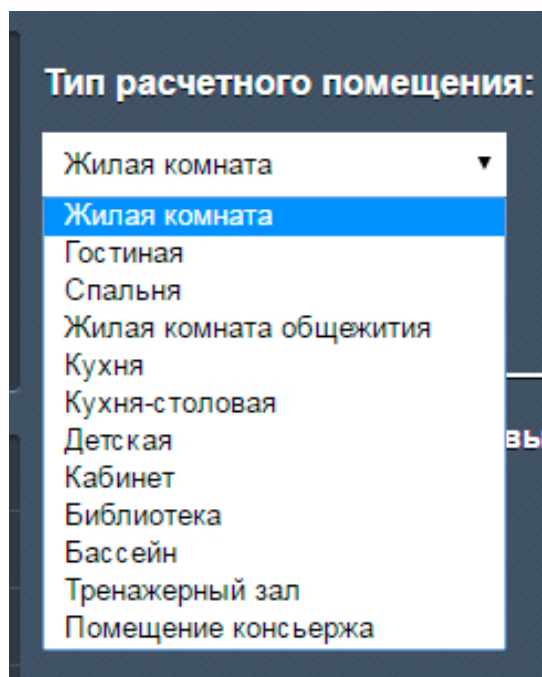 Тип расчетного помещения:
Жилая комната
Жилая комната
Гостиная
Спальня
Жилая комната общежития
Кухня
Кухня-столовая
Детская
вы
Кабинет
Библиотека
Бассейн
Тренажерный зал
Помещение консьержа